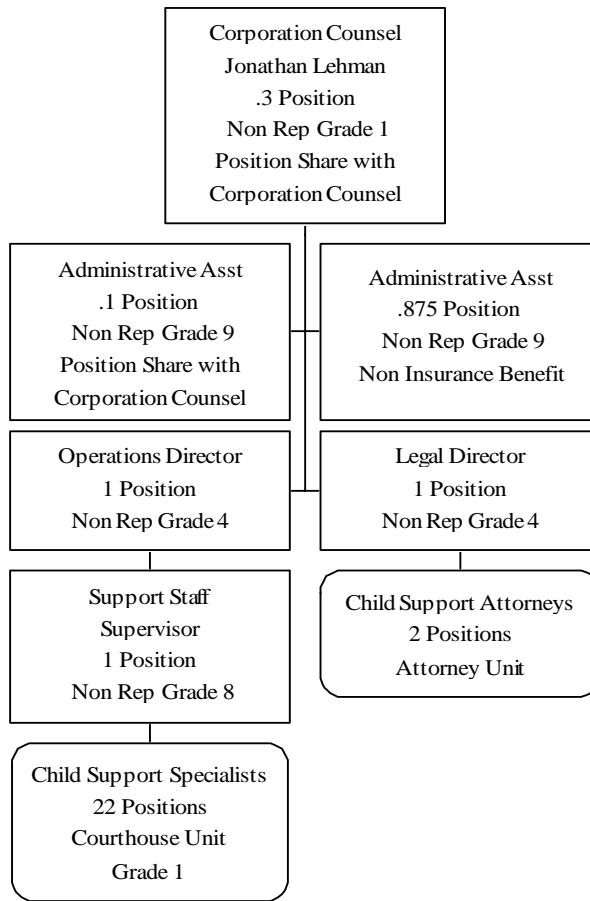 Corporation Counsel
Jonathan Lehman
.3 Position
Non Rep Grade 1
Position Share with
Corporation Counsel
Administrative Asst
.1 Position
Non Rep Grade 9
Position Share with
Corporation Counsel
Administrative Asst
.875 Position
Non Rep Grade 9
Non Insurance Benefit
Operations Director
1 Position
Non Rep Grade 4
Legal Director
1 Position
Non Rep Grade 4
Support Staff
Supervisor
1 Position
Non Rep Grade 8
Child Support Attorneys
2 Positions
Attorney Unit
Child Support Specialists
22 Positions
Courthouse Unit
Grade 1